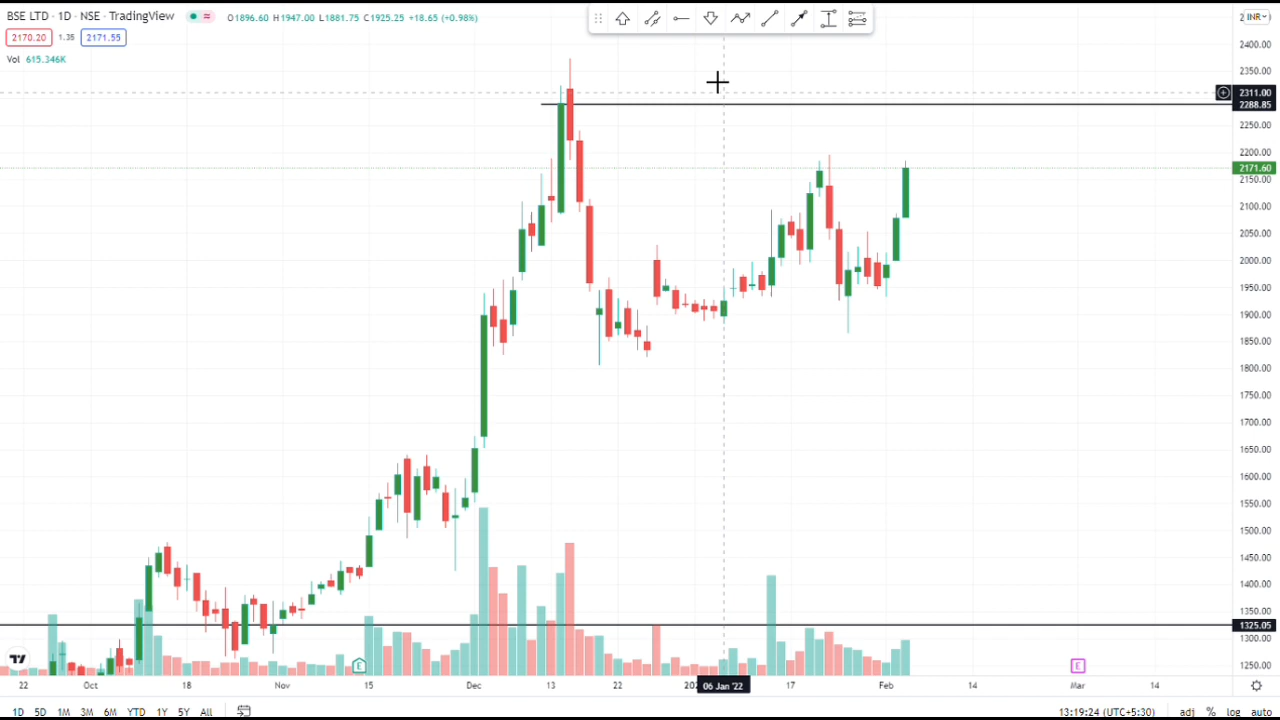 BSE LTD · 1D · NSE · TradingView
O1896.60 H1947.00 L1881.75 C1925.25 +18.65 (+0.98%)
2170.20 1.35 2171.55
Vol 615.346K
INR
2400.00
2350.00
2311.00
2288.85
2250.00
2200.00
2171.60
2150.00
2100.00
2050.00
2000.00
1950.00
1900.00
1850.00
1800.00
1750.00
1700.00
1650.00
1600.00
1550.00
1500.00
1450.00
1400.00
1350.00
1325.05
1300.00
1250.00
E
E
22 Oct 18 Nov 15 Dec 13 22 06 Jan '22 17 Feb 14 Mar 14
1D 5D 1M 3M 6M YTD 1Y 5Y All
13:19:24 (UTC+5:30) adj % log auto